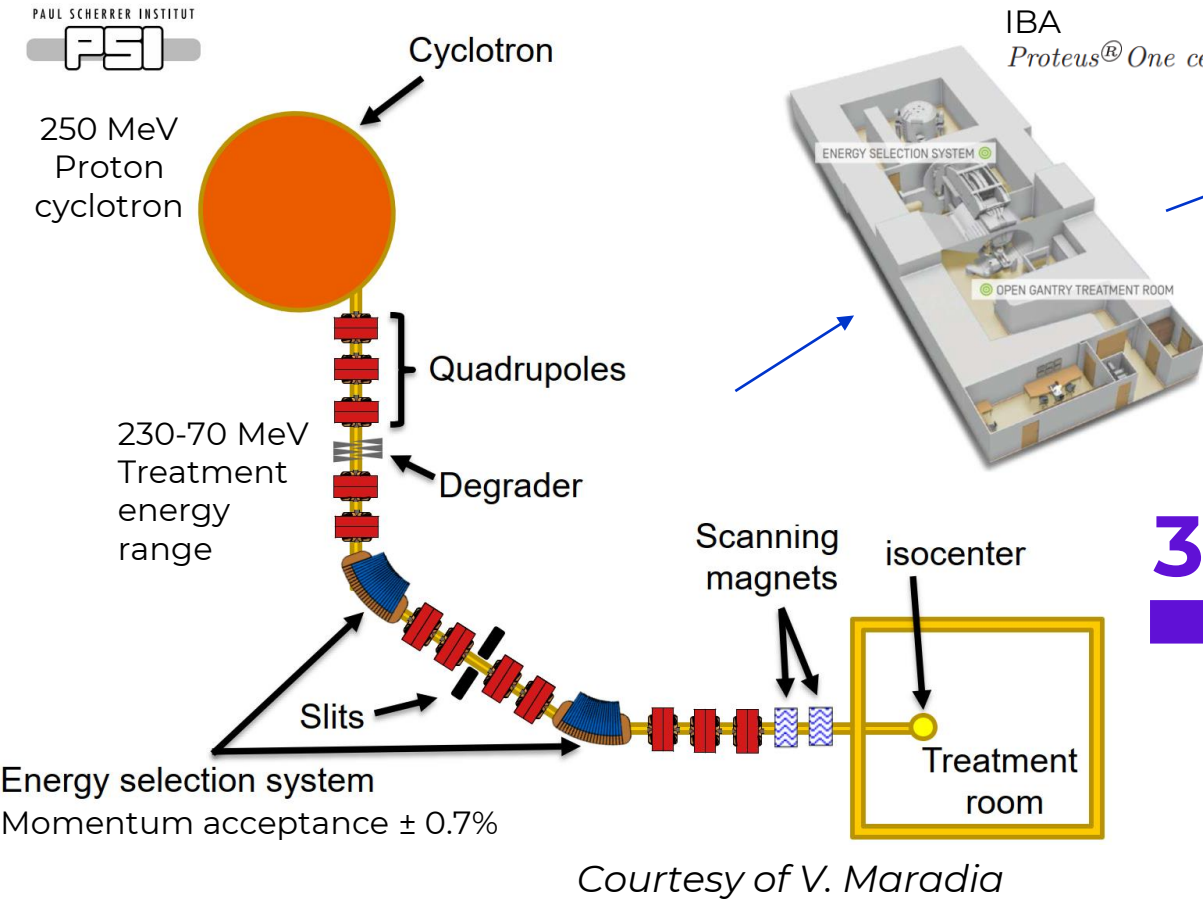 PAUL SCHERRER INSTITUT
PSI
Cyclotron
250 MeV
Proton
cyclotron
IBA
Proteus® One
ENERGY SELECTION SYSTEM
OPEN GANTRY TREATMENT ROOM
Quadrupoles
230-70 MeV
Treatment
energy
range
Degrader
Scanning
magnets
isocenter
3
Slits
Treatment
room
Energy selection system
Momentum acceptance ± 0.7%
Courtesy of V. Maradia